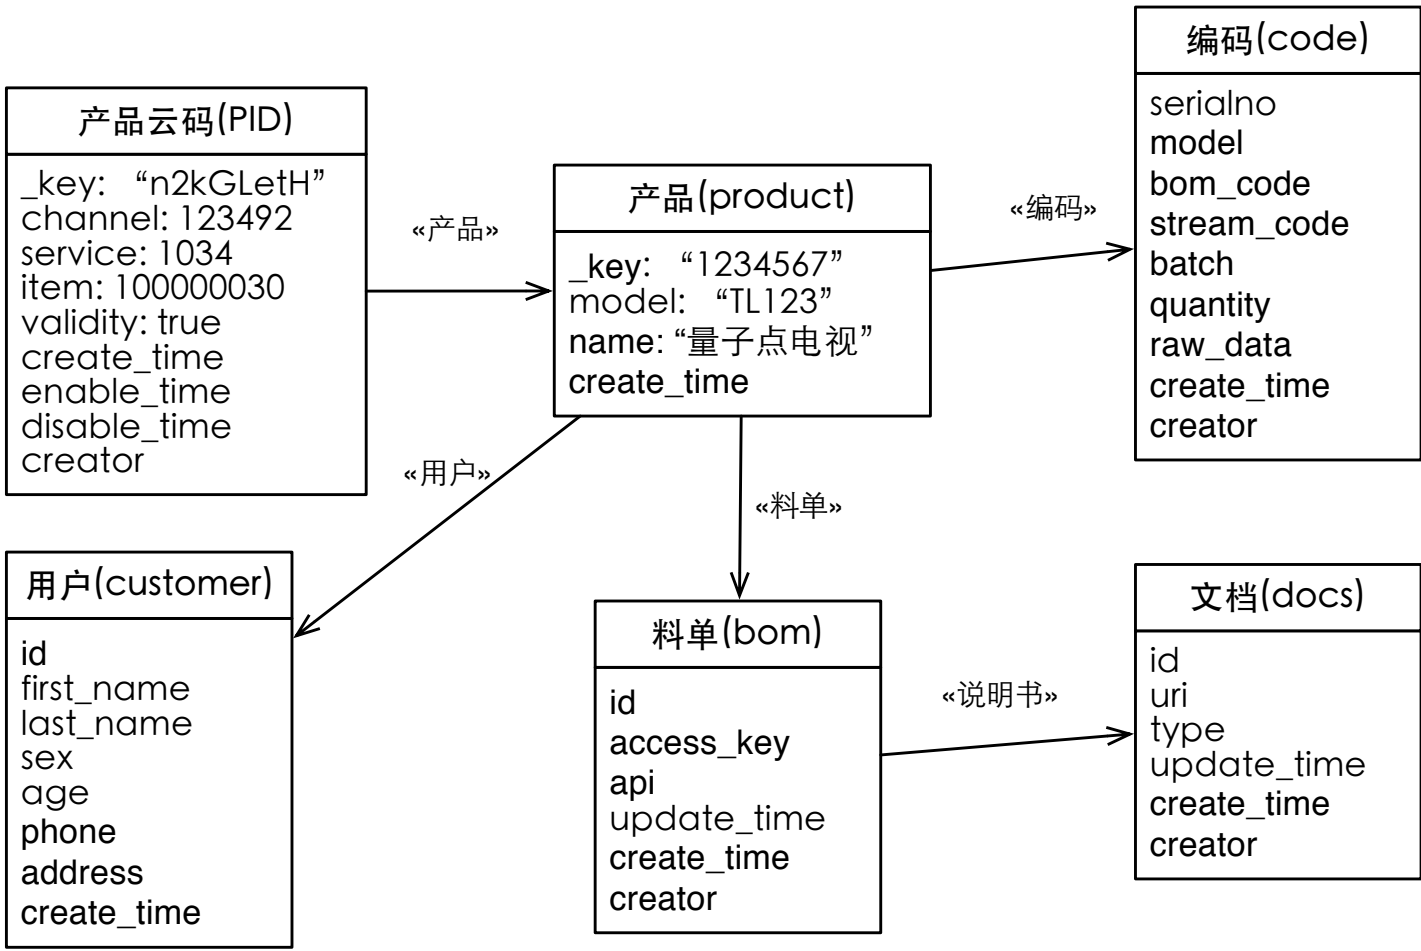 产品云码(PID)
_key: “n2kGLetH”
channel: 123492
service: 1034
item: 100000030
validity: true
create_time
enable_time
disable_time
creator
«产品»
产品(product)
_key: “1234567”
model: “TL123”
name: “量子点电视”
create_time
«编码»
编码(code)
serialno
model
bom_code
stream_code
batch
quantity
raw_data
create_time
creator
«用户»
用户(customer)
id
first_name
last_name
sex
age
phone
address
create_time
«料单»
料单(bom)
id
access_key
api
update_time
create_time
creator
«说明书»
文档(docs)
id
uri
type
update_time
create_time
creator